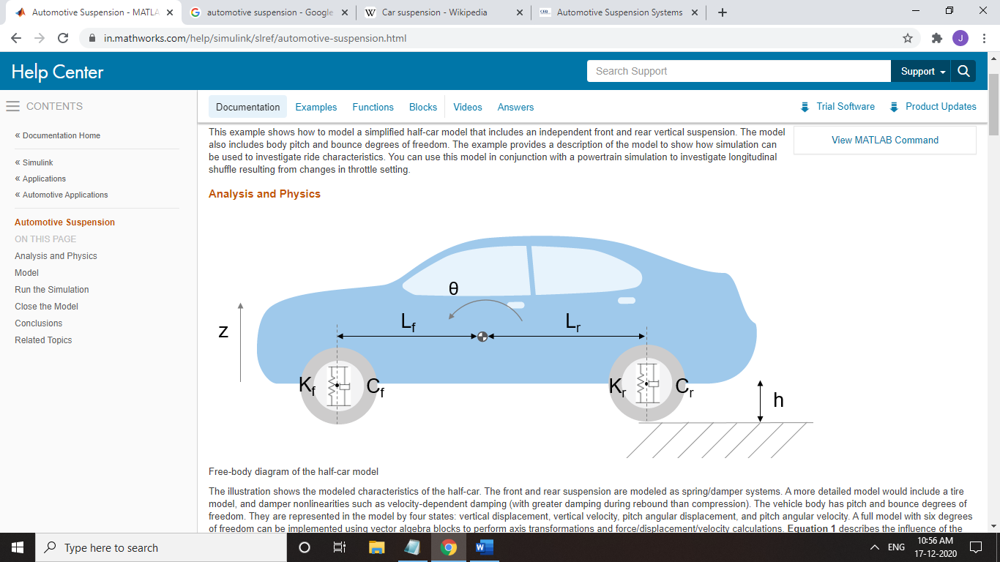 Automotive Suspension - MATLA
automotive suspension - Google
Car suspension - Wikipedia
Automotive Suspension Systems
in.mathworks.com/help/simulink/slref/automotive-suspension.html
J
Help Center
Search Support
Support
CONTENTS
Documentation
Examples
Functions
Blocks
Videos
Answers
Trial Software
Product Updates
« Documentation Home
« Simulink
« Applications
« Automotive Applications
Automotive Suspension
ON THIS PAGE
Analysis and Physics
Model
Run the Simulation
Close the Model
Conclusions
Related Topics
This example shows how to model a simplified half-car model that includes an independent front and rear vertical suspension. The model
also includes body pitch and bounce degrees of freedom. The example provides a description of the model to show how simulation can
be used to investigate ride characteristics. You can use this model in conjunction with a powertrain simulation to investigate longitudinal
shuffle resulting from changes in throttle setting.
View MATLAB Command
Analysis and Physics
θ
z
Lf
Lr
Kf
Cf
Kr
Cr
h
Free-body diagram of the half-car model
The illustration shows the modeled characteristics of the half-car. The front and rear suspension are modeled as spring/damper systems. A more detailed model would include a tire
model, and damper nonlinearities such as velocity-dependent damping (with greater damping during rebound than compression). The vehicle body has pitch and bounce degrees of
freedom. They are represented in the model by four states: vertical displacement, vertical velocity, pitch angular displacement, and pitch angular velocity. A full model with six degrees
of freedom can be implemented using vector algebra blocks to perform axis transformations and force/displacement/velocity calculations. Equation 1 describes the influence of the
Type here to search
ENG
10:56 AM
17-12-2020